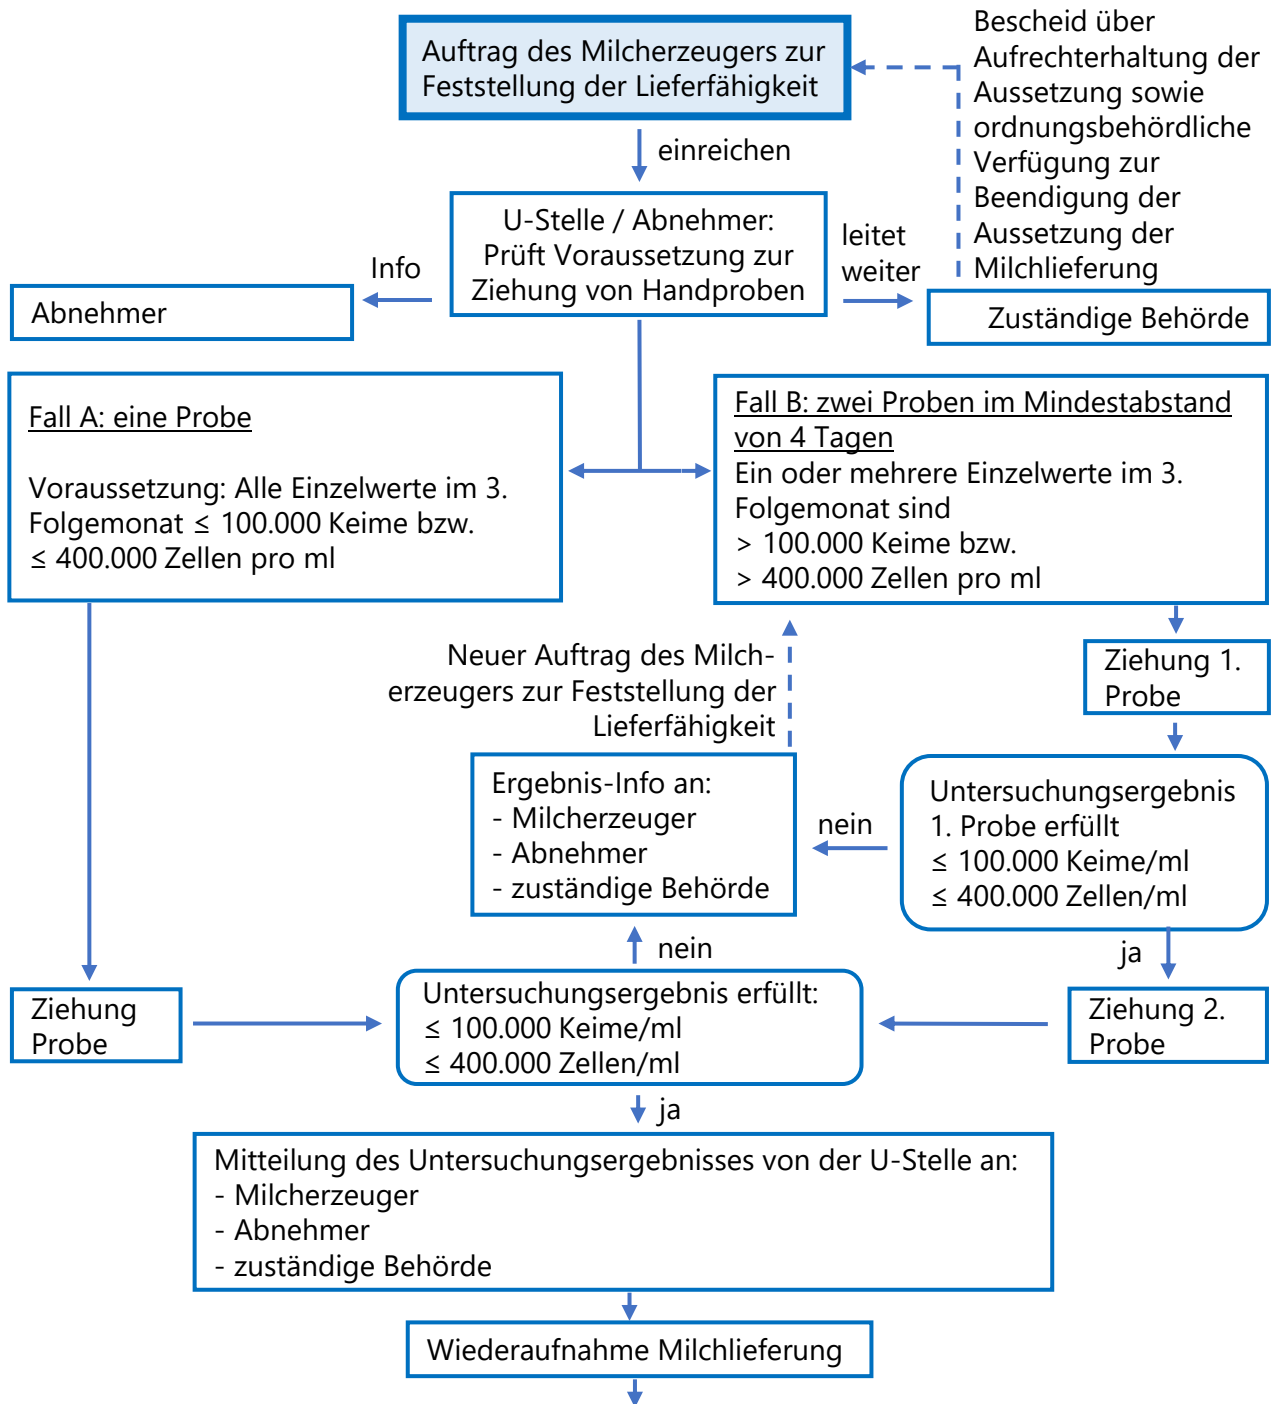 Auftrag des Milcherzeugers zur
Feststellung der Lieferfähigkeit
Bescheid über
Aufrechterhaltung der
Aussetzung sowie
ordnungsbehördliche
Verfügung zur
Beendigung der
Aussetzung der
Milchlieferung
einreichen
U-Stelle / Abnehmer:
Prüft Voraussetzung zur
Ziehung von Handproben
Info
leitet
weiter
Abnehmer
Zuständige Behörde
Fall A: eine Probe
Voraussetzung: Alle Einzelwerte im 3.
Folgemonat ≤ 100.000 Keime bzw.
≤ 400.000 Zellen pro ml
Fall B: zwei Proben im Mindestabstand
von 4 Tagen
Ein oder mehrere Einzelwerte im 3.
Folgemonat sind
> 100.000 Keime bzw.
> 400.000 Zellen pro ml
Neuer Auftrag des Milch-
erzeugers zur Feststellung der
Lieferfähigkeit
Ziehung 1.
Probe
Ergebnis-Info an:
- Milcherzeuger
- Abnehmer
- zuständige Behörde
nein
Untersuchungsergebnis
1. Probe erfüllt
≤ 100.000 Keime/ml
≤ 400.000 Zellen/ml
nein
ja
Ziehung
Probe
Untersuchungsergebnis erfüllt:
≤ 100.000 Keime/ml
≤ 400.000 Zellen/ml
Ziehung 2.
Probe
ja
Mitteilung des Untersuchungsergebnisses von der U-Stelle an:
- Milcherzeuger
- Abnehmer
- zuständige Behörde
Wiederaufnahme Milchlieferung